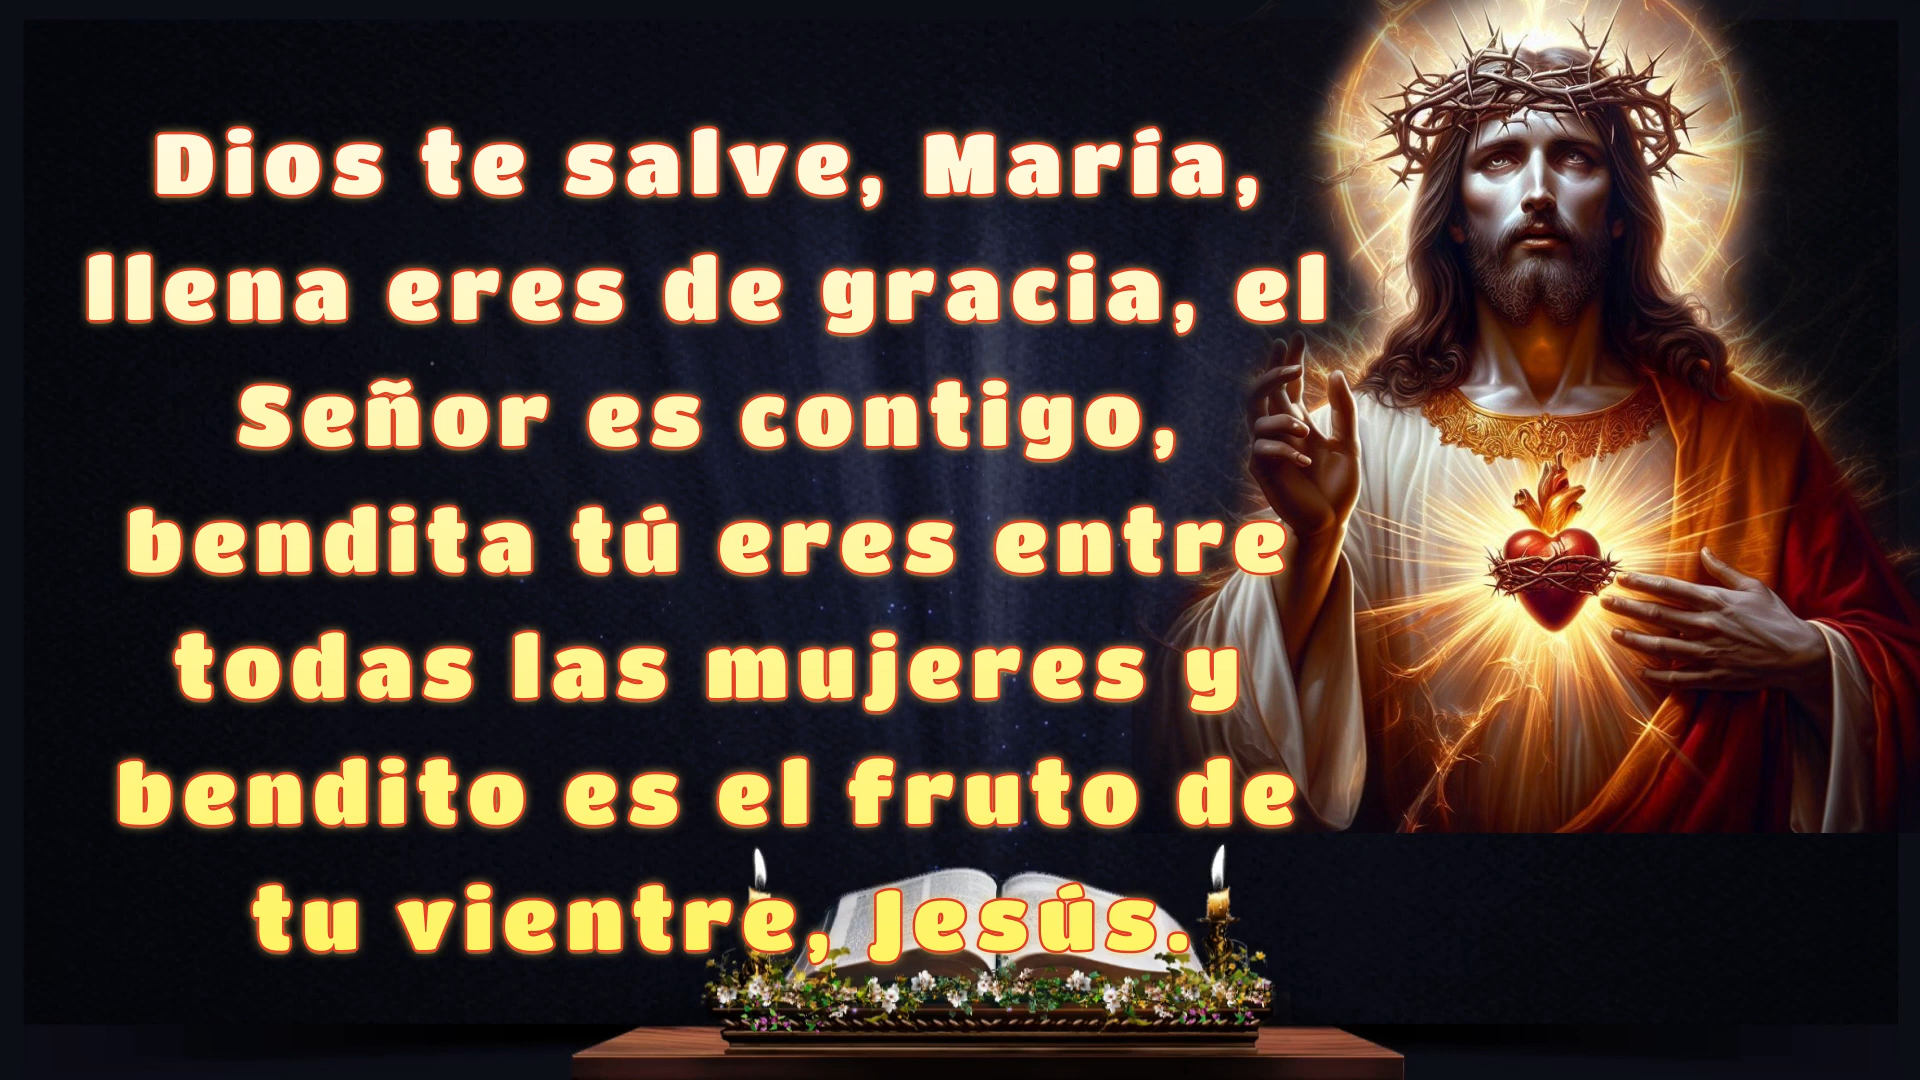 Dios te salve, María,
llena eres de gracia, el
Señor es contigo,
bendita tú eres entre
todas las mujeres y
bendito es el fruto de
tu vientre, Jesús.